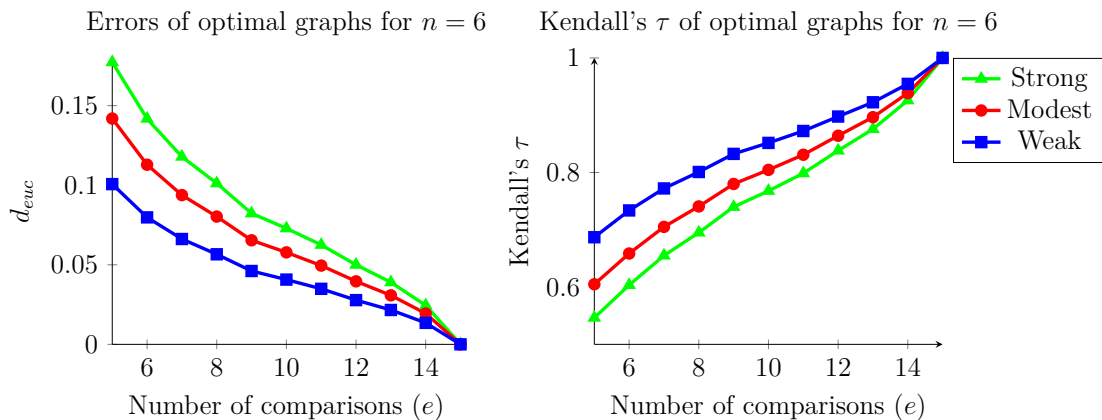 Errors of optimal graphs for n = 6
0.15
0.1
0.05
0
d_euc
6 8 10 12 14
Number of comparisons (e)
Kendall's τ of optimal graphs for n = 6
1
0.8
0.6
Kendall's τ
6 8 10 12 14
Number of comparisons (e)
Strong
Modest
Weak